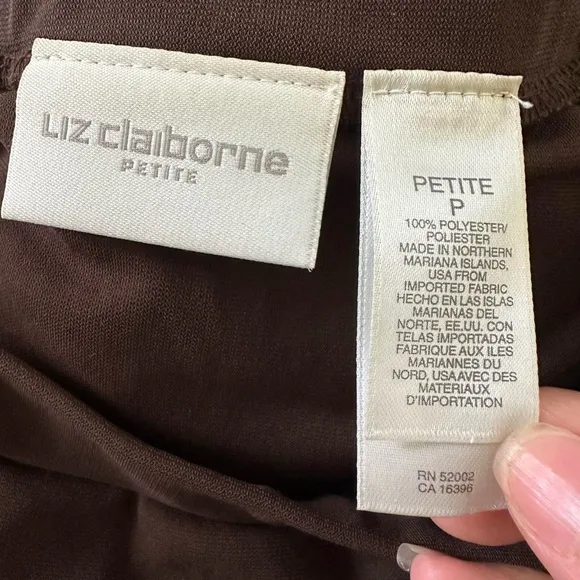 LIZ claiborne
PETITE
PETITE
P
100% POLYESTER/
POLIESTER
MADE IN NORTHERN
MARIANA ISLANDS,
USA FROM
IMPORTED FABRIC
HECHO EN LAS ISLAS
MARIANAS DEL
NORTE, EE.UU. CON
TELAS IMPORTADAS
FABRIQUE AUX ILES
MARIANNES DU
NORD, USAAVEC DES
MATERIAUX
D'IMPORTATION
RN 52002
CA 16396